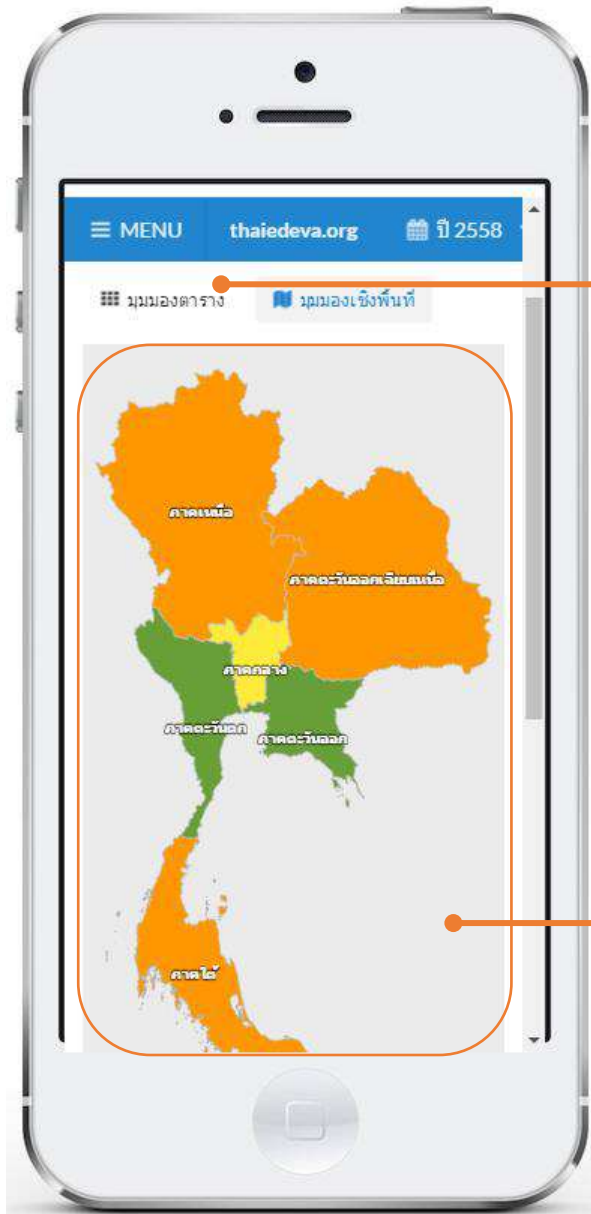 MENU thaiedeva.org ปี 2558
มุมมองตาราง มุมมองเชิงพื้นที่
ภาคเหนือ
ภาคตะวันออกเฉียงเหนือ
ภาคกลาง
ภาคตะวันตก
ภาคตะวันออก
ภาคใต้